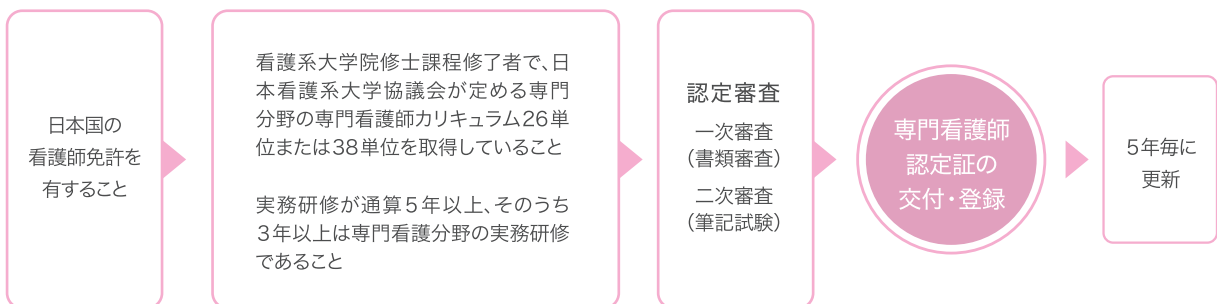 日本国の
看護師免許を
有すること
看護系大学院修士課程修了者で、日
本看護系大学協議会が定める専門
分野の専門看護師カリキュラム26単
位または38単位を取得していること
実務研修が通算5年以上、そのうち
3年以上は専門看護分野の実務研修
であること
認定審査
一次審査
(書類審査)
二次審査
(筆記試験)
専門看護師
認定証の
交付・登録
5年毎に
更新